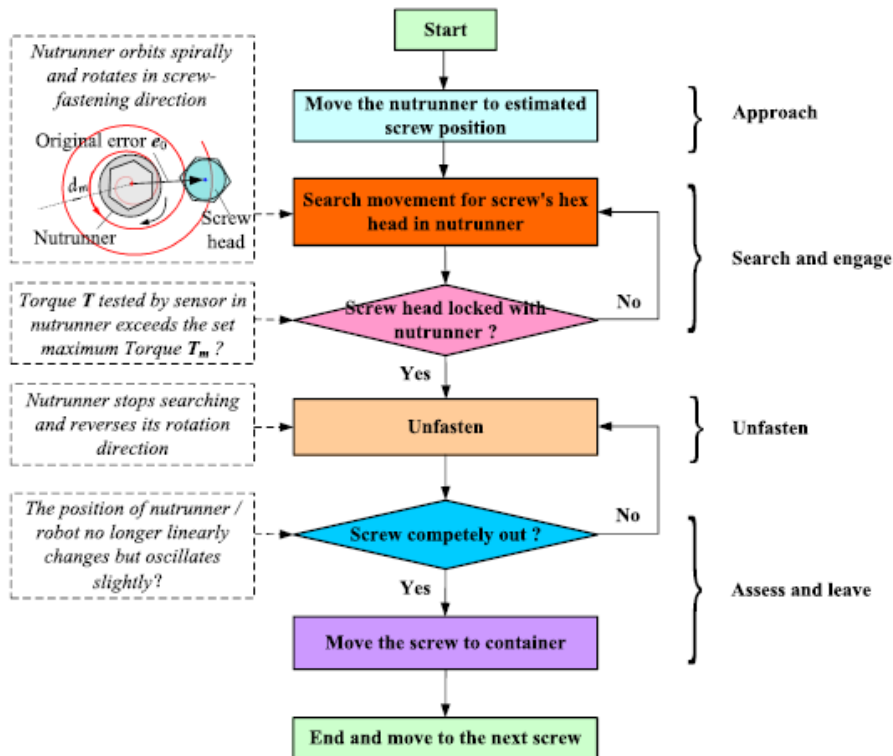 Start
Nutrunner orbits spirally
and rotates in screw-
fastening direction
Original error e₀
dₘ
Nutrunner
Screw
head
Move the nutrunner to estimated
screw position
Approach
Search movement for screw's hex
head in nutrunner
Search and engage
Torque T tested by sensor in
nutrunner exceeds the set
maximum Torque Tₘ ?
Screw head locked with
nutrunner ?
No
Yes
Nutrunner stops searching
and reverses its rotation
direction
Unfasten
Unfasten
The position of nutrunner /
robot no longer linearly
changes but oscillates
slightly?
Screw competely out ?
No
Yes
Assess and leave
Move the screw to container
End and move to the next screw